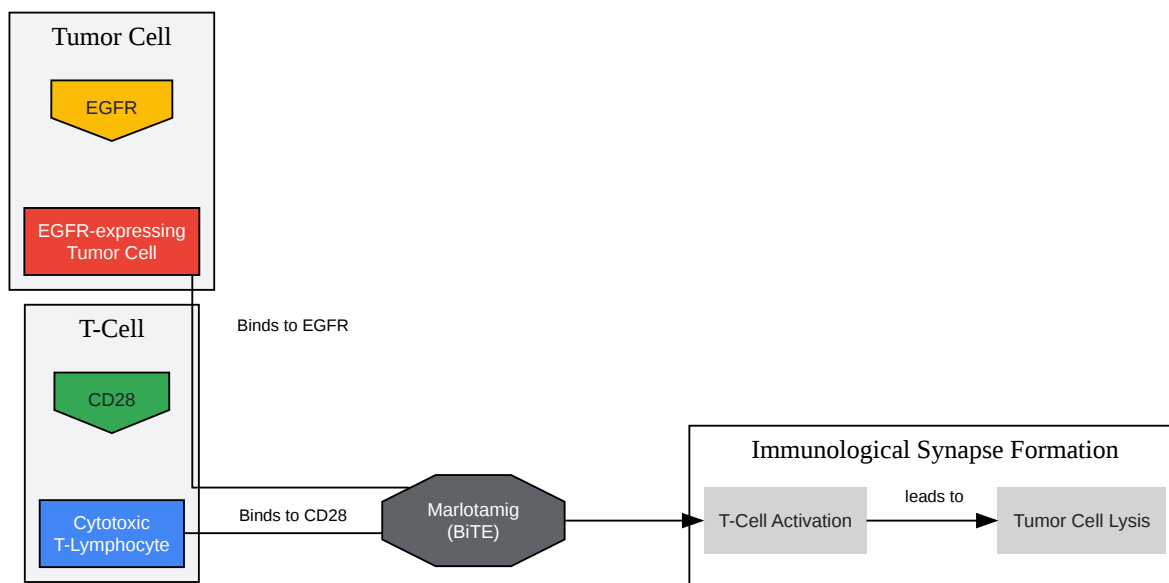 Tumor Cell
EGFR
EGFR-expressing
Tumor Cell
Binds to EGFR
T-Cell
CD28
Cytotoxic
T-Lymphocyte
Binds to CD28
Marlotamig
(BiTE)
Immunological Synapse Formation
T-Cell Activation
leads to
Tumor Cell Lysis